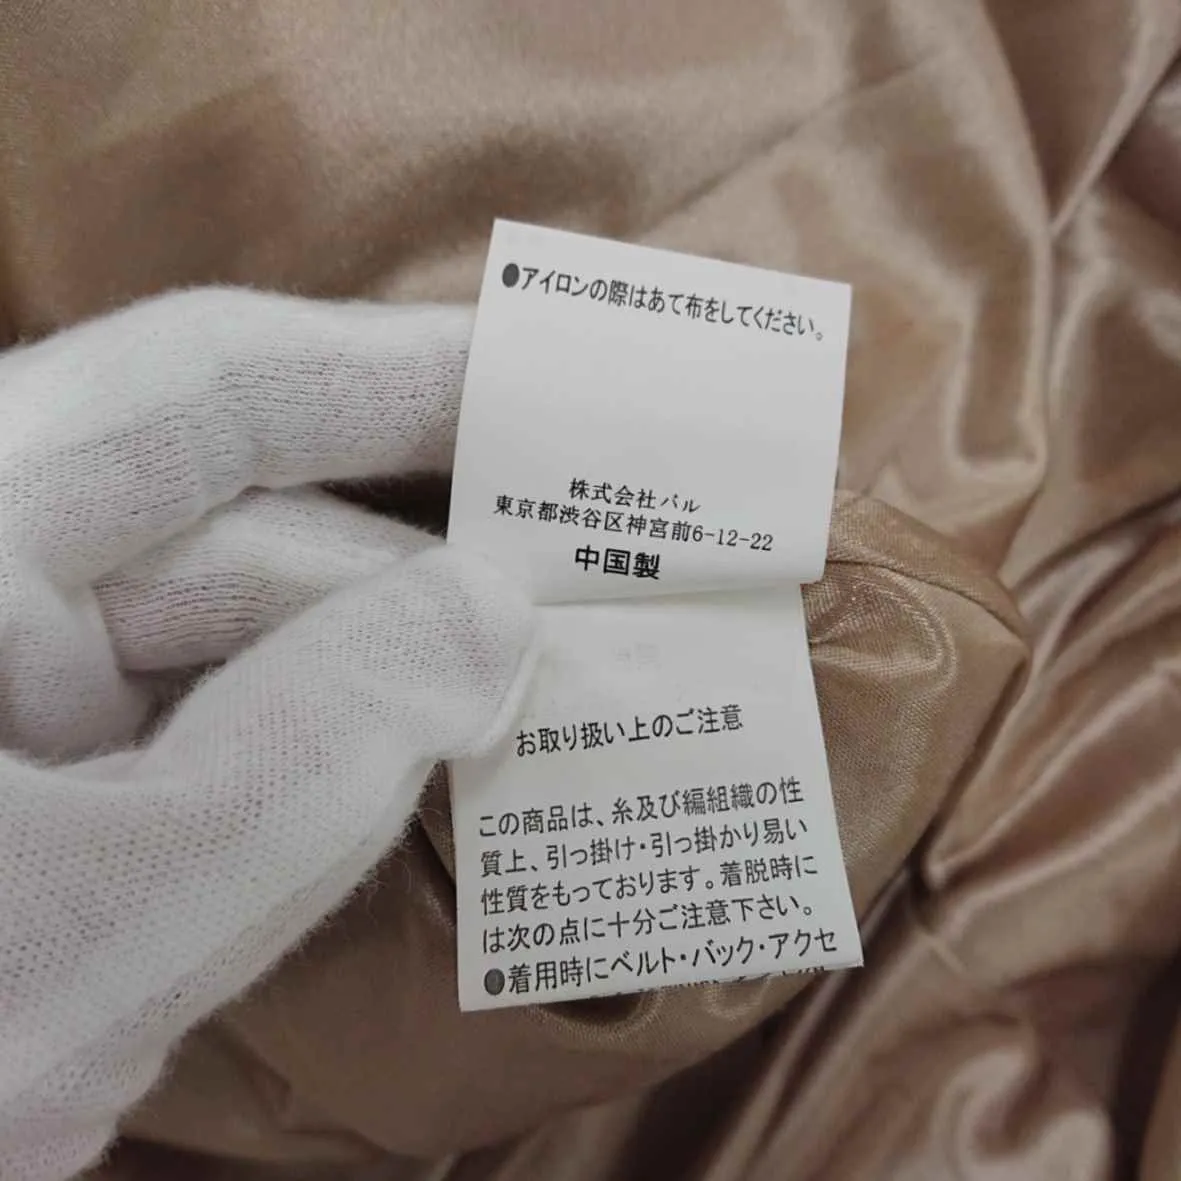 ●アイロンの際はあて布をしてください。
株式会社パル
東京都渋谷区神宮前6-12-22
中国製
お取り扱い上のご注意
この商品は、糸及び編組織の性
質上、引っ掛け・引っ掛かり易い
性質をもっております。着脱時に
は次の点に十分ご注意下さい。
●着用時にベルト・バック・アクセ